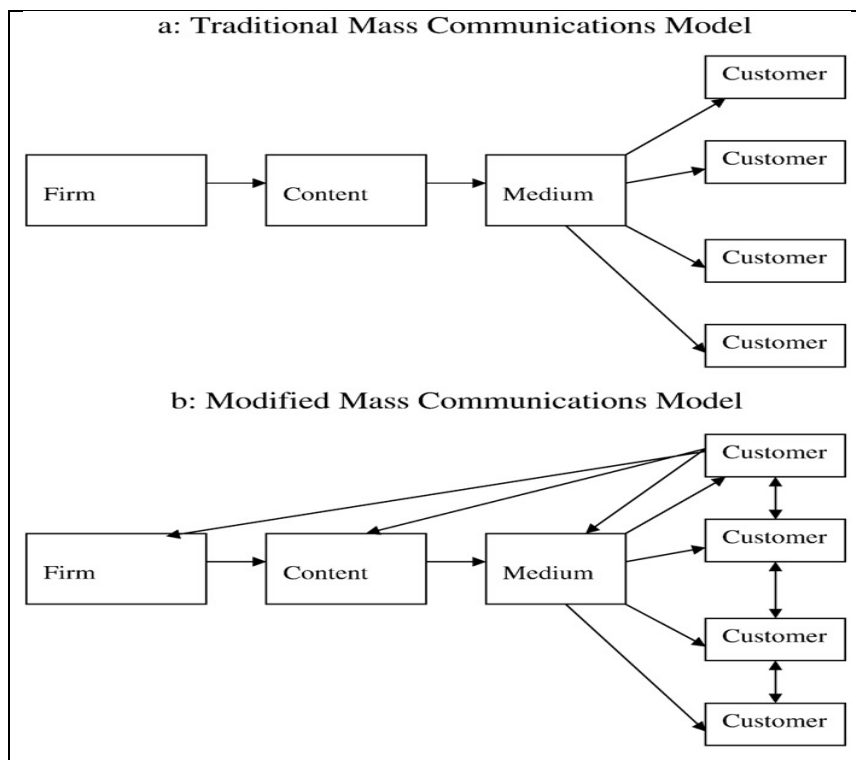 a: Traditional Mass Communications Model
Customer
Customer
Firm
Content
Medium
Customer
Customer
b: Modified Mass Communications Model
Customer
Customer
Firm
Content
Medium
Customer
Customer